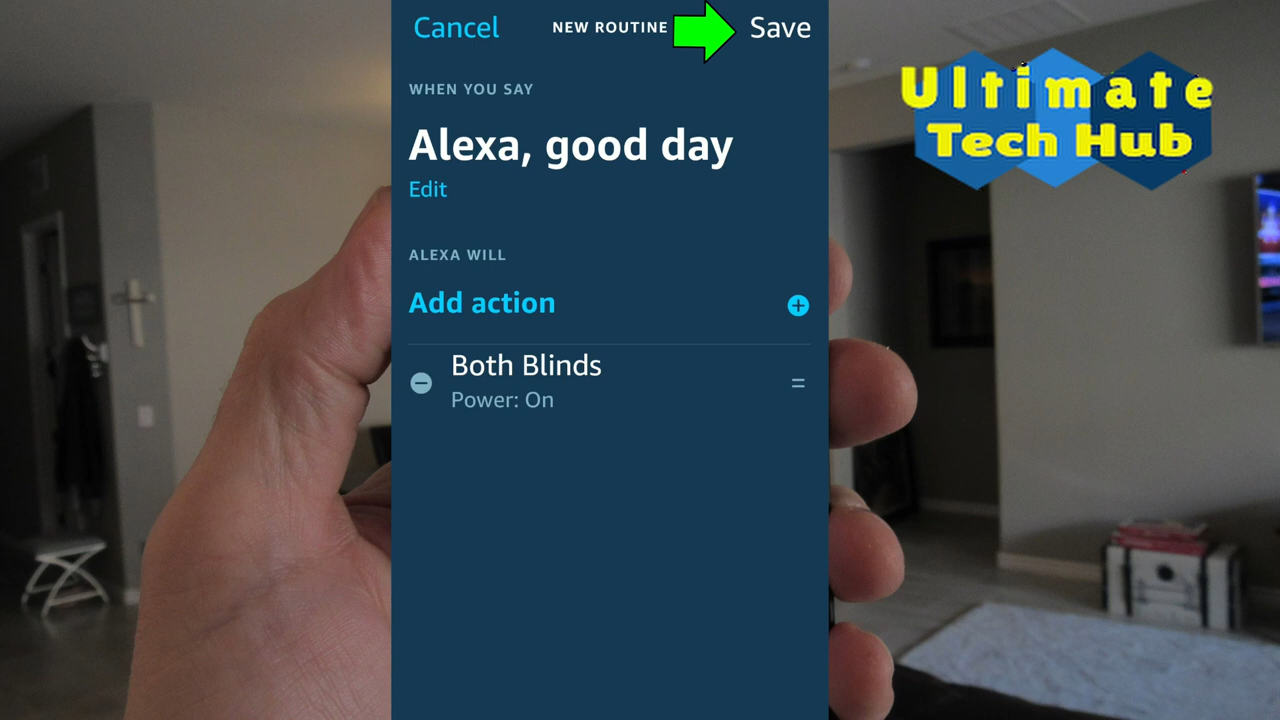 Cancel NEW ROUTINE Save
WHEN YOU SAY
Alexa, good day
Edit
ALEXA WILL
Add action
Both Blinds
Power: On
Ultimate
Tech Hub